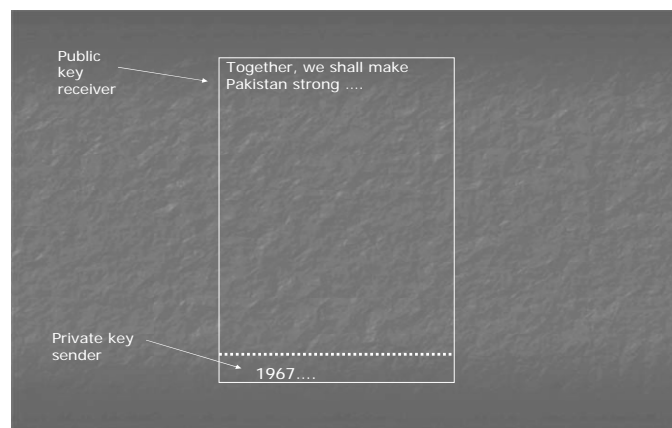 Public
key
receiver
Together, we shall make
Pakistan strong ....
Private key
sender
1967....